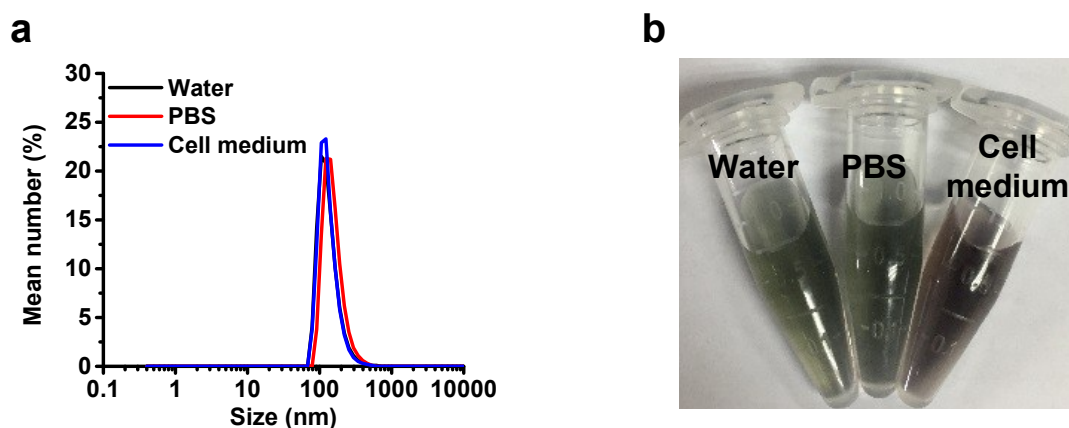 a
b
30
25
20
15
10
5
0
Mean number (%)
Water
PBS
Cell medium
0.1 1 10 100 1000 10000
Size (nm)
Water
PBS
Cell
medium